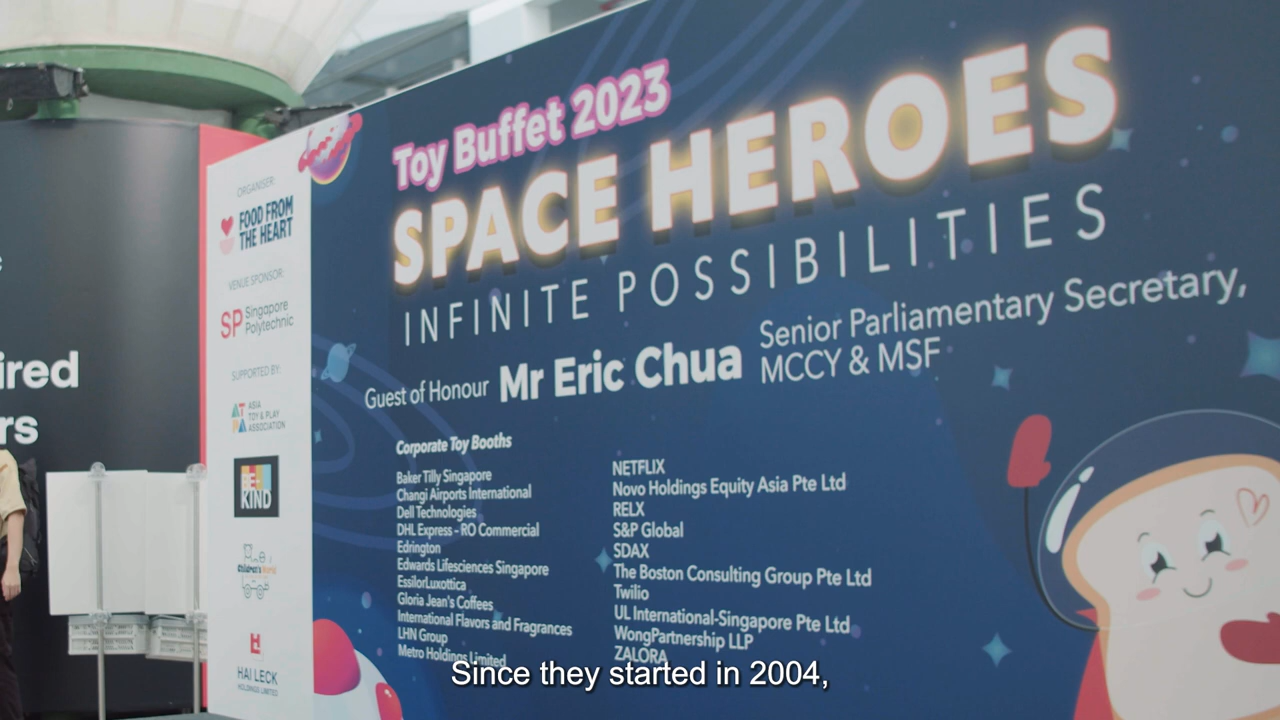 c
ired
rs
ORGANISER:
FOOD FROM
THE HEART
VENUE SPONSOR:
SP Singapore
Polytechnic
SUPPORTED BY:
ASIA
TOY & PLAY
ASSOCIATION
BE
KIND
HAI LECK
HOLDINGS LIMITED
Toy Buffet 2023
SPACE HEROES
INFINITE POSSIBILITIES
Guest of Honour Mr Eric Chua Senior Parliamentary Secretary,
MCCY & MSF
Corporate Toy Booths
Baker Tilly Singapore
Changi Airports International
Dell Technologies
DHL Express – RO Commercial
Edrington
Edwards Lifesciences Singapore
EssilorLuxottica
Gloria Jean's Coffees
International Flavors and Fragrances
LHN Group
Metro Holdings Limited
NETFLIX
Novo Holdings Equity Asia Pte Ltd
RELX
S&P Global
SDAX
The Boston Consulting Group Pte Ltd
Twilio
UL International-Singapore Pte Ltd
WongPartnership LLP
ZALORA
Since they started in 2004,